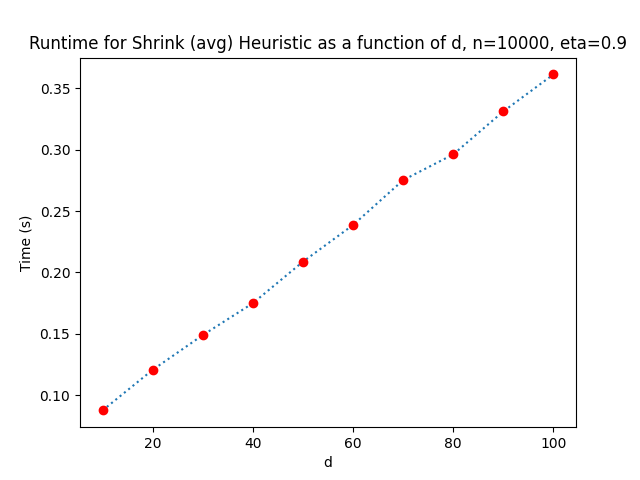 Runtime for Shrink (avg) Heuristic as a function of d, n=10000, eta=0.9
0.35
0.30
0.25
0.20
0.15
0.10
Time (s)
20 40 60 80 100
d